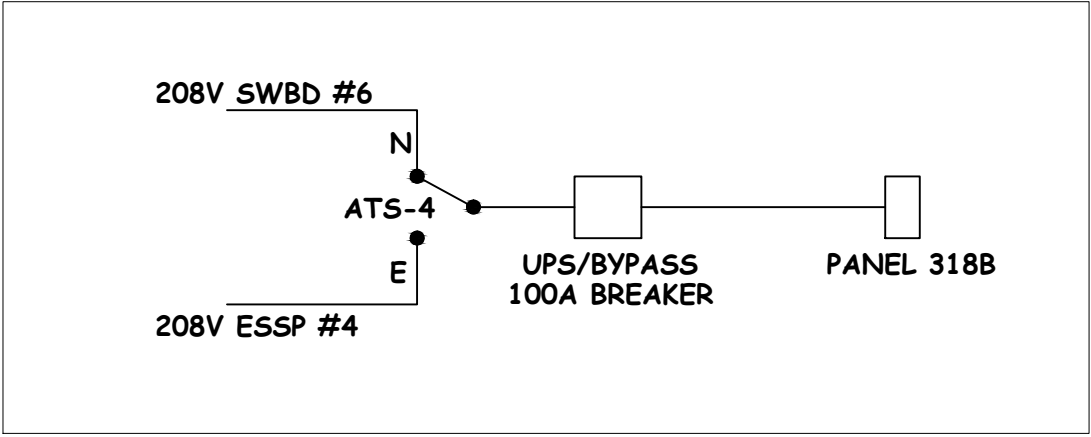 208V SWBD #6
N
ATS-4
E
208V ESSP #4
UPS/BYPASS
100A BREAKER
PANEL 318B